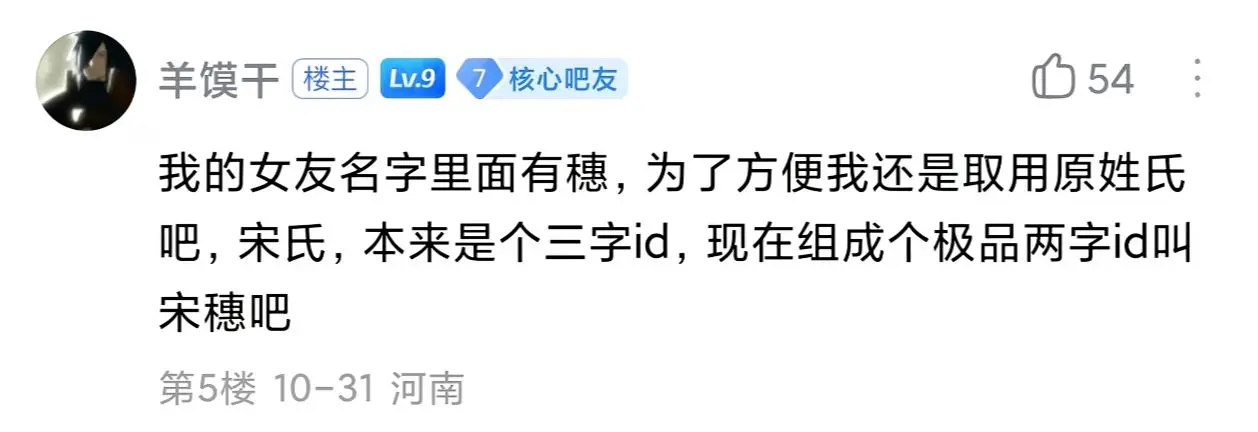 羊馍干 楼主 Lv.9 7 核心吧友 54
我的女友名字里面有穗，为了方便我还是取用原姓氏
吧，宋氏，本来是个三字id，现在组成个极品两字id叫
宋穗吧
第5楼 10-31 河南